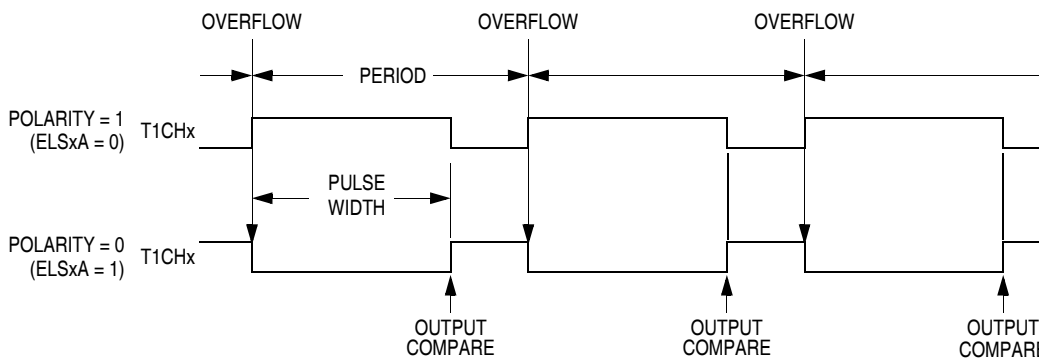 OVERFLOW OVERFLOW OVERFLOW
PERIOD
POLARITY = 1
(ELSxA = 0)
T1CHx
PULSE
WIDTH
POLARITY = 0
(ELSxA = 1)
T1CHx
OUTPUT
COMPARE
OUTPUT
COMPARE
OUTPUT
COMPARE